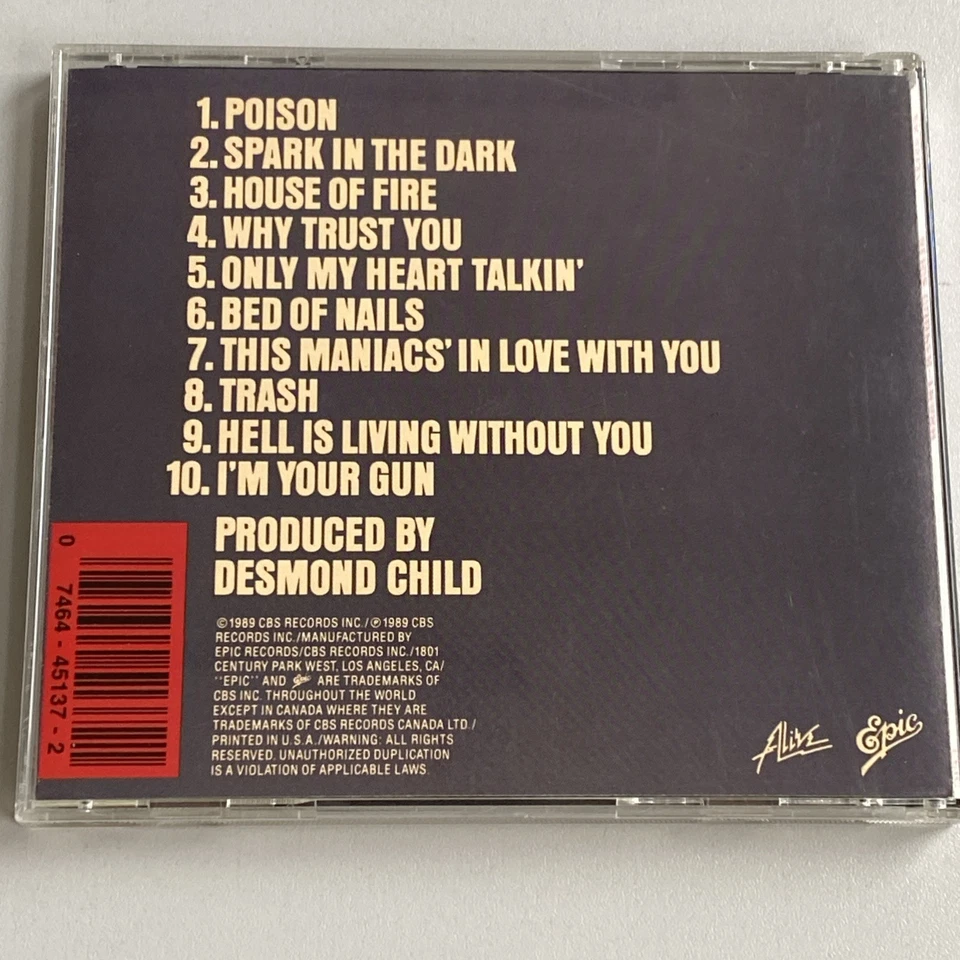 1. POISON
2. SPARK IN THE DARK
3. HOUSE OF FIRE
4. WHY TRUST YOU
5. ONLY MY HEART TALKIN'
6. BED OF NAILS
7. THIS MANIACS' IN LOVE WITH YOU
8. TRASH
9. HELL IS LIVING WITHOUT YOU
10. I'M YOUR GUN
PRODUCED BY
DESMOND CHILD
©1989 CBS RECORDS INC./℗1989 CBS
RECORDS INC./MANUFACTURED BY
EPIC RECORDS/CBS RECORDS INC./1801
CENTURY PARK WEST, LOS ANGELES, CA/
"EPIC" AND Epic ARE TRADEMARKS OF
CBS INC. THROUGHOUT THE WORLD
EXCEPT IN CANADA WHERE THEY ARE
TRADEMARKS OF CBS RECORDS CANADA LTD./
PRINTED IN U.S.A./WARNING: ALL RIGHTS
RESERVED. UNAUTHORIZED DUPLICATION
IS A VIOLATION OF APPLICABLE LAWS.
0 7464-45137-2
Alive
Epic